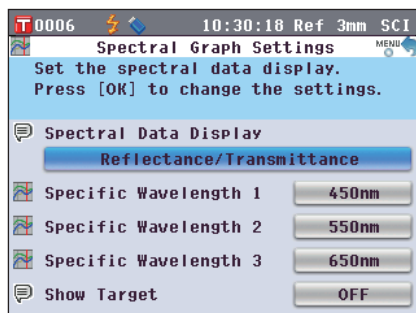 T0006 10:30:18 Ref 3mm SCI
Spectral Graph Settings MENU
Set the spectral data display.
Press [OK] to change the settings.
Spectral Data Display
Reflectance/Transmittance
Specific Wavelength 1 450nm
Specific Wavelength 2 550nm
Specific Wavelength 3 650nm
Show Target OFF